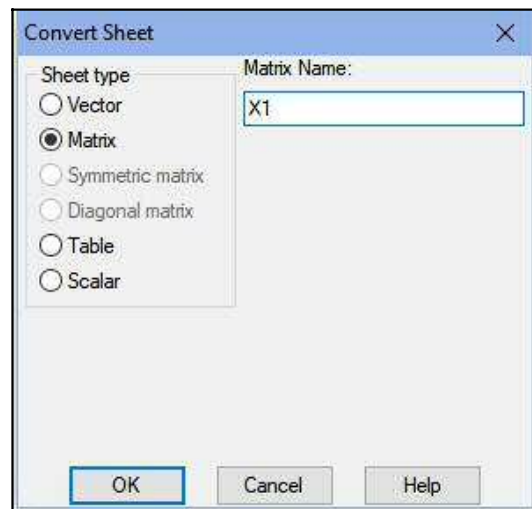 Convert Sheet
Sheet type
Vector
Matrix
Symmetric matrix
Diagonal matrix
Table
Scalar
Matrix Name:
X1
OK
Cancel
Help